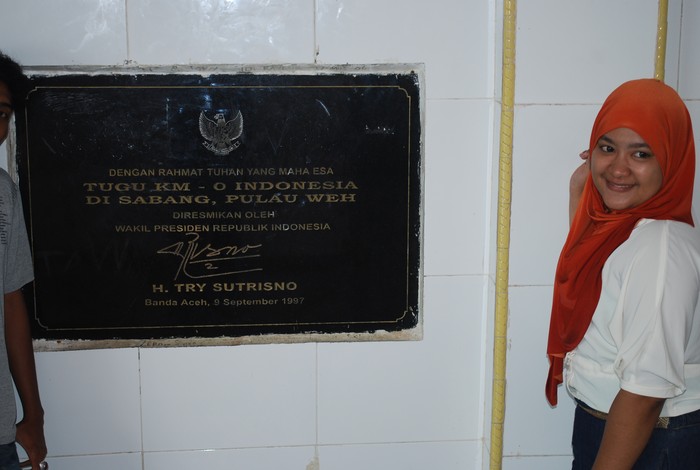 DENGAN RAHMAT TUHAN YANG MAHA ESA
TUGU KM - 0 INDONESIA
DI SABANG, PULAU WEH
DIRESMIKAN OLEH
WAKIL PRESIDEN REPUBLIK INDONESIA
H. TRY SUTRISNO
Banda Aceh, 9 September 1997